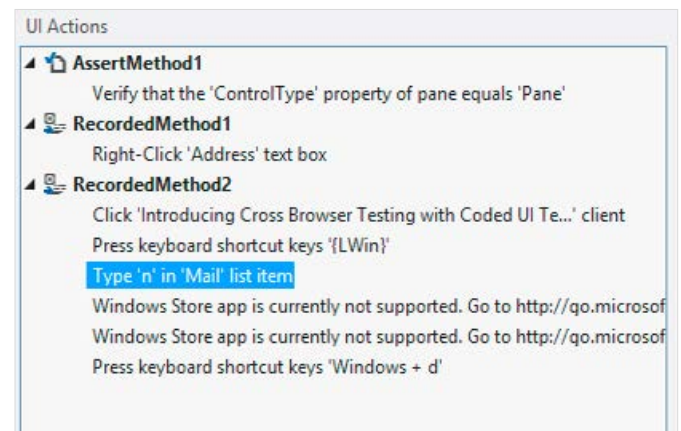 UI Actions
AssertMethod1
Verify that the 'ControlType' property of pane equals 'Pane'
RecordedMethod1
Right-Click 'Address' text box
RecordedMethod2
Click 'Introducing Cross Browser Testing with Coded UI Te...' client
Press keyboard shortcut keys '{LWin}'
Type 'n' in 'Mail' list item
Windows Store app is currently not supported. Go to http://go.microsof
Windows Store app is currently not supported. Go to http://go.microsof
Press keyboard shortcut keys 'Windows + d'